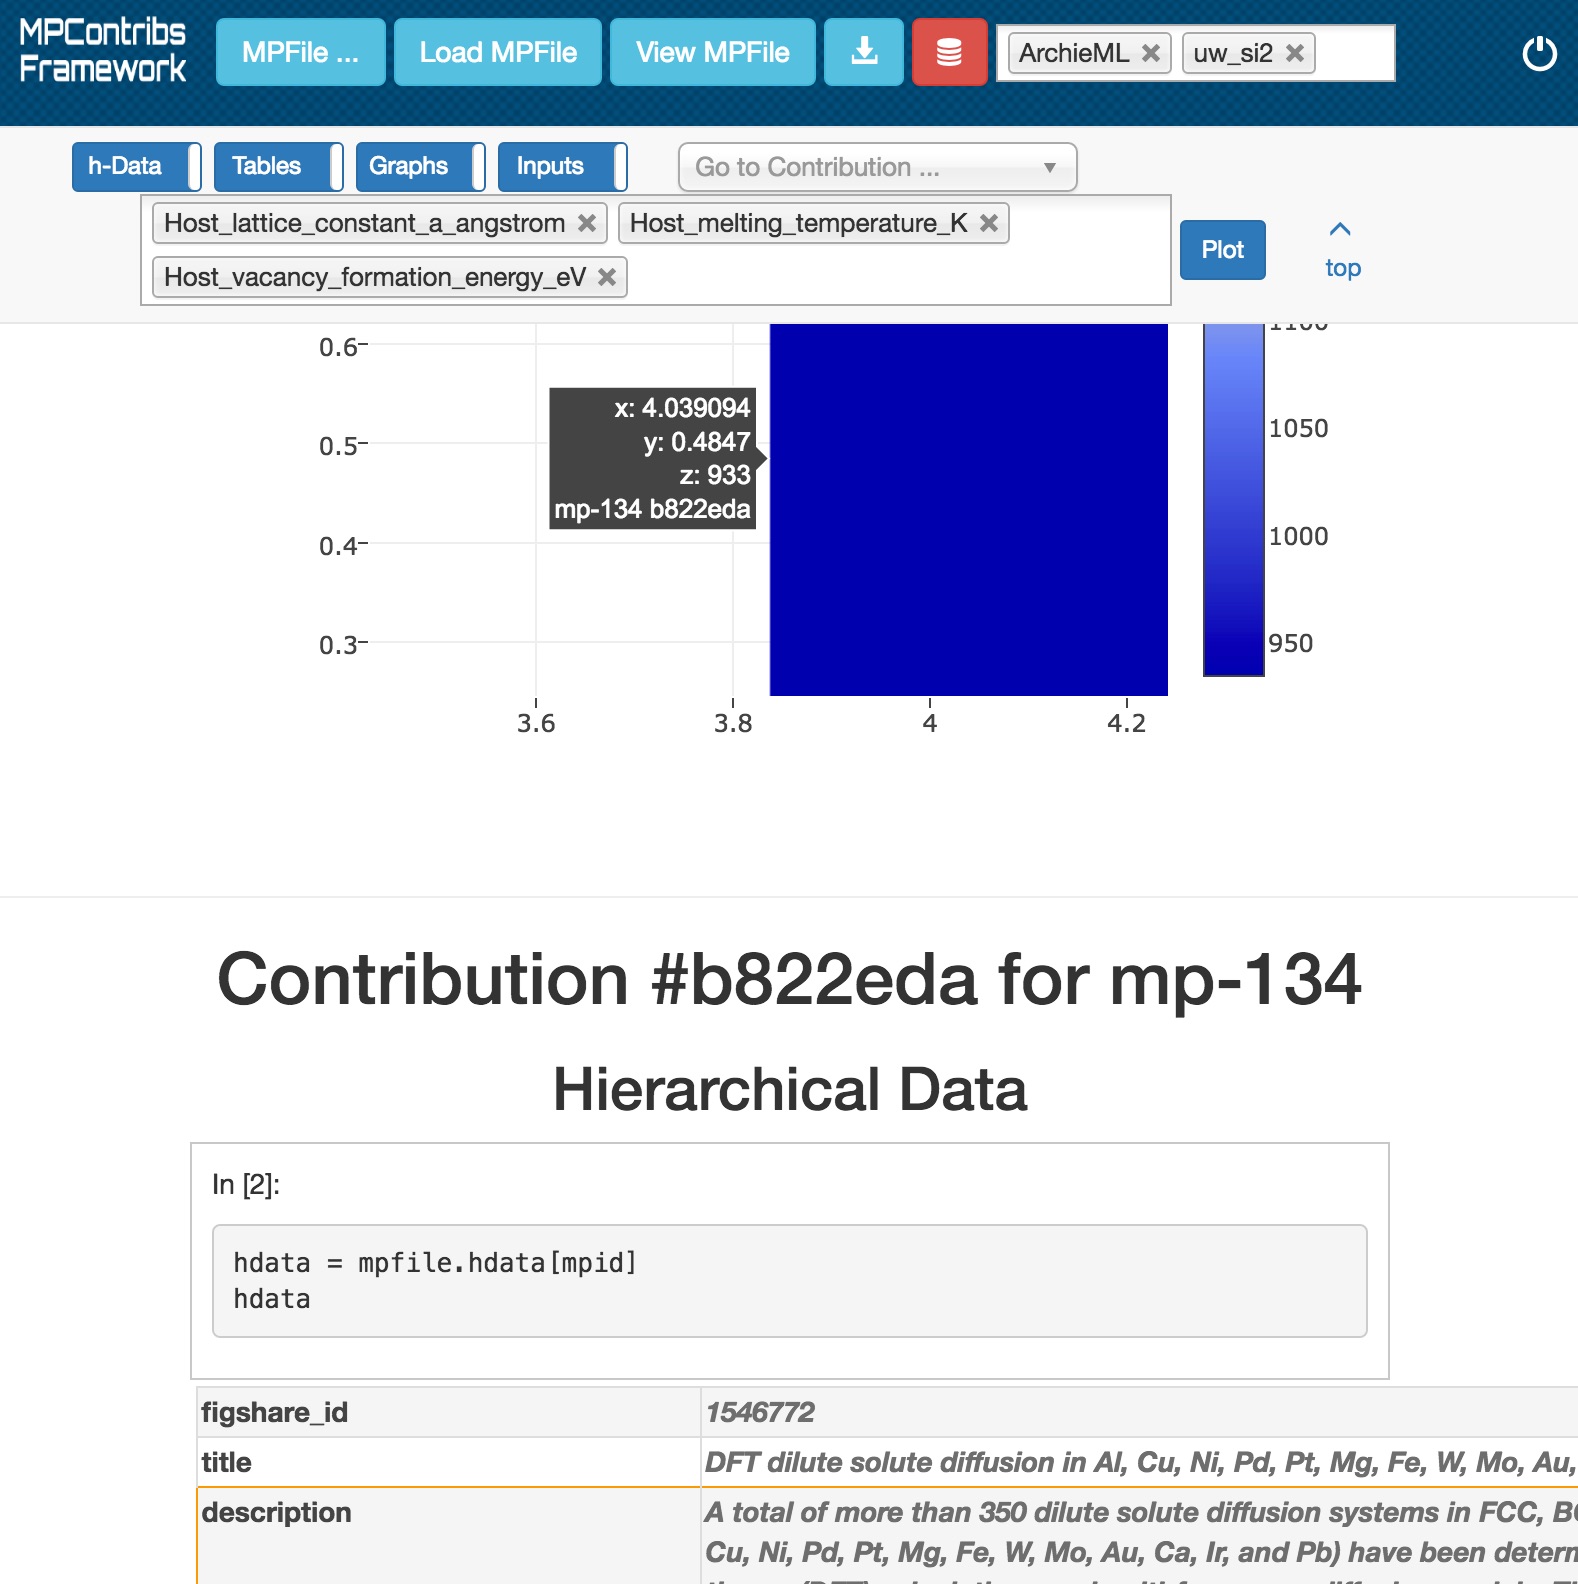 MPContribs
Framework
MPFile ...
Load MPFile
View MPFile
ArchieML
uw_si2
h-Data
Tables
Graphs
Inputs
Go to Contribution ...
Host_lattice_constant_a_angstrom
Host_melting_temperature_K
Host_vacancy_formation_energy_eV
Plot
top
0.6
0.5
0.4
0.3
x: 4.039094
y: 0.4847
z: 933
mp-134 b822eda
3.6
3.8
4
4.2
1100
1050
1000
950
Contribution #b822eda for mp-134
Hierarchical Data
In [2]:
hdata = mpfile.hdata[mpid]
hdata
figshare_id
1546772
title
DFT dilute solute diffusion in Al, Cu, Ni, Pd, Pt, Mg, Fe, W, Mo, Au,
description
A total of more than 350 dilute solute diffusion systems in FCC,
Cu, Ni, Pd, Pt, Mg, Fe, W, Mo, Au, Ca, Ir, and Pb) have been